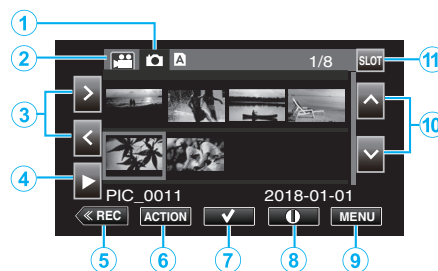 1
2
A
1/8
SLOT
11
3
10
4
PIC_0011 2018-01-01
≪ REC ACTION MENU
5 6 7 8 9